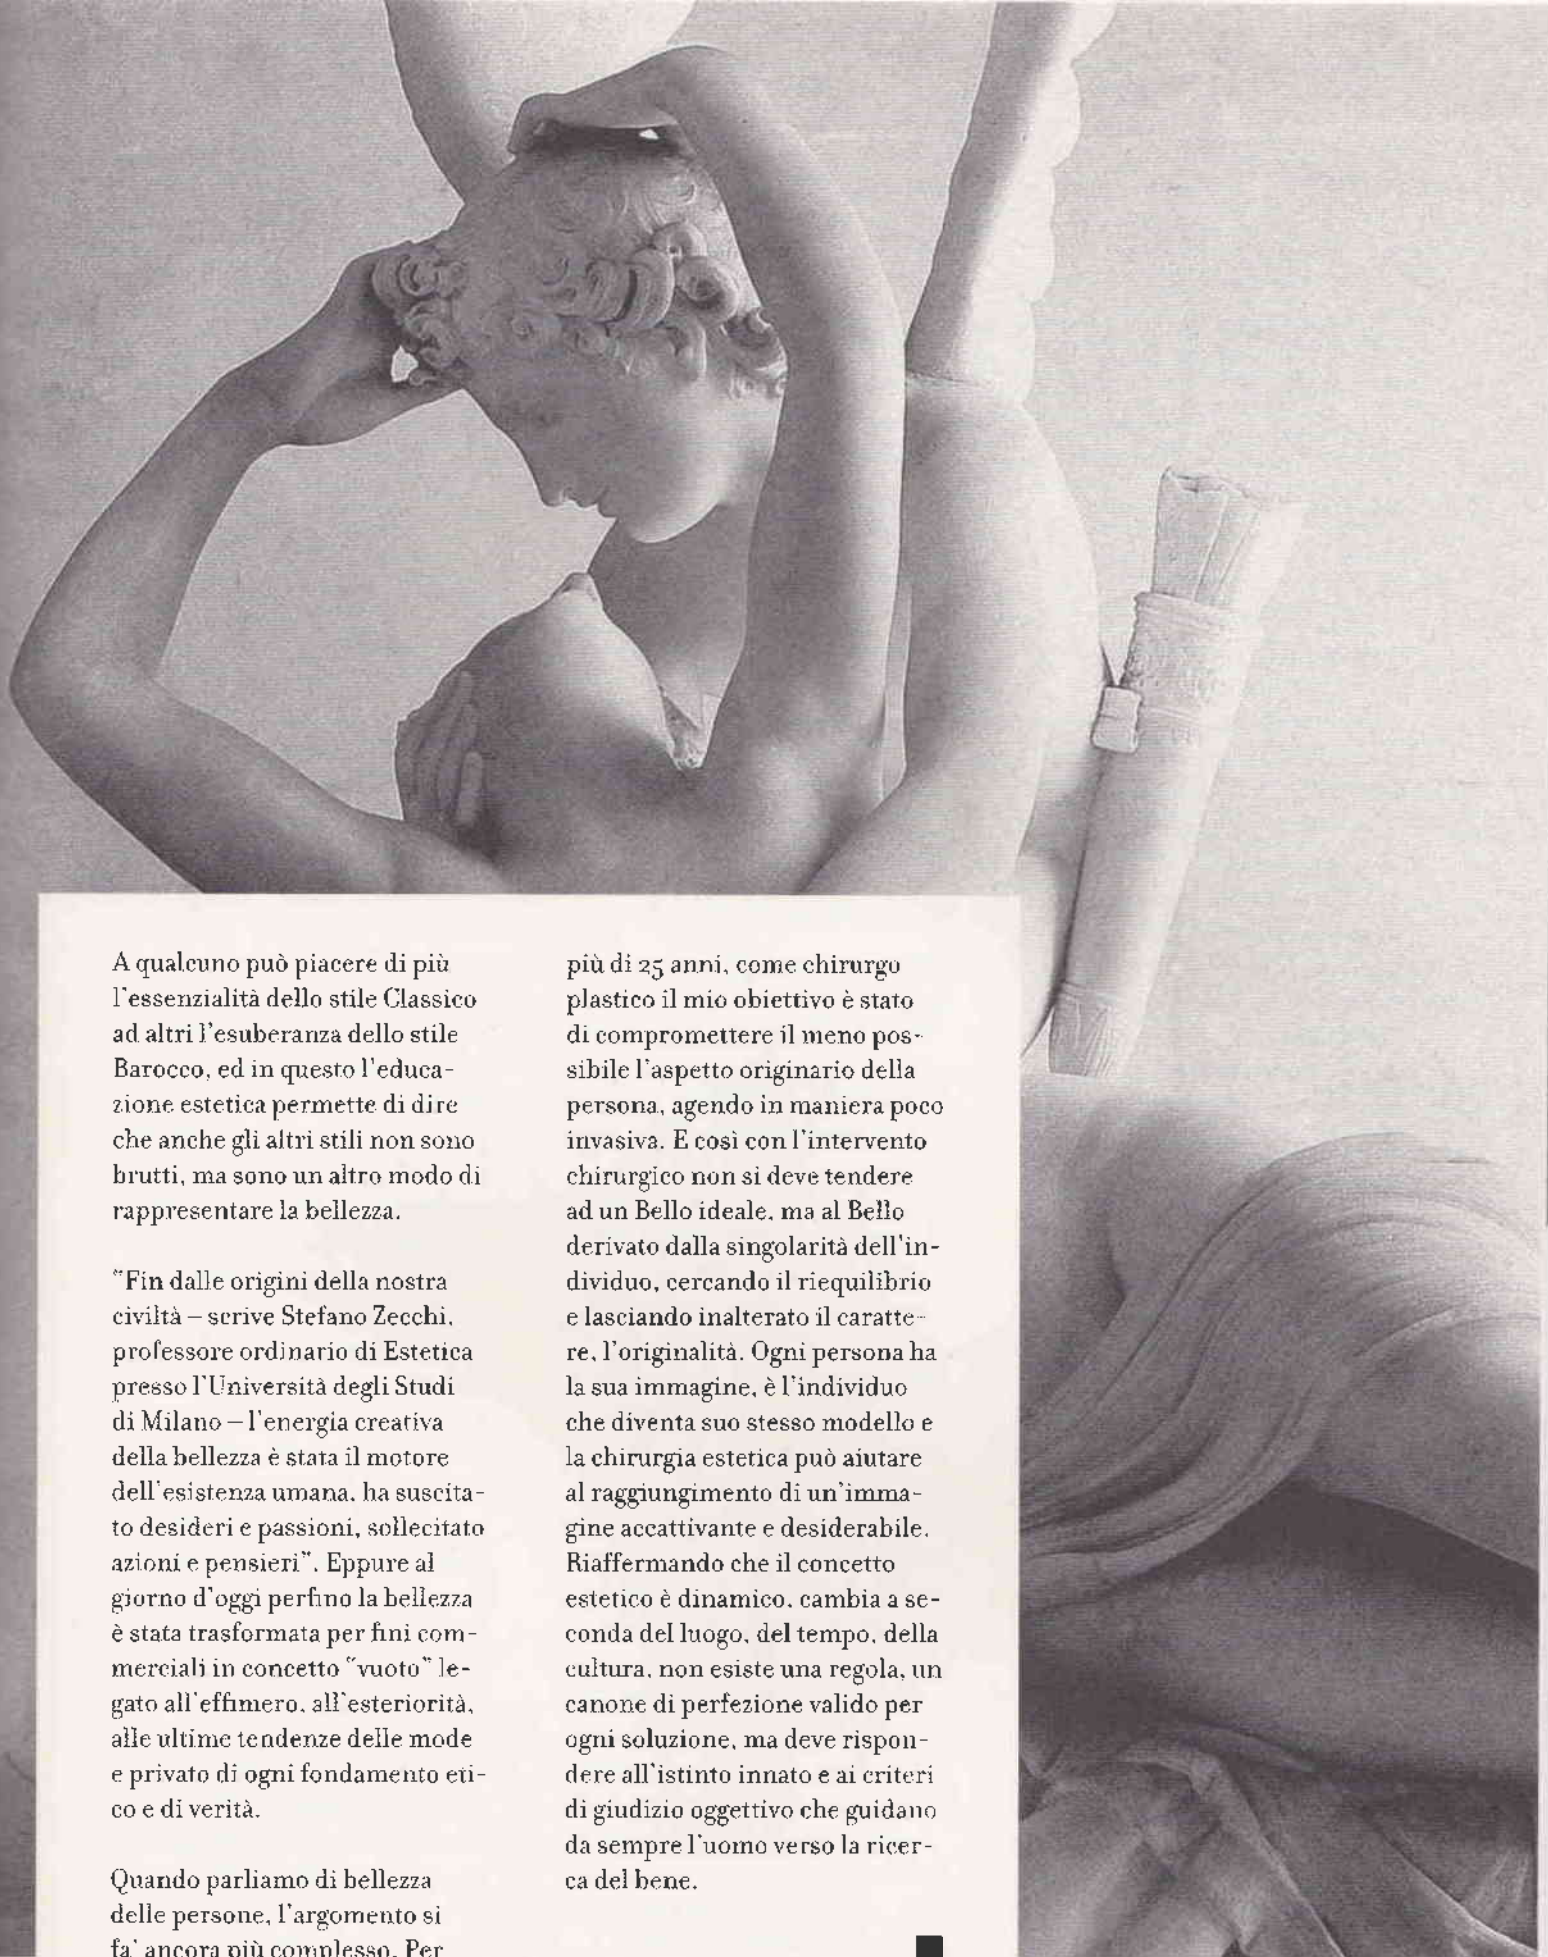 A qualcuno può piacere di più
l'essenzialità dello stile Classico
ad altri l'esuberanza dello stile
Barocco, ed in questo l'educa-
zione estetica permette di dire
che anche gli altri stili non sono
brutti, ma sono un altro modo di
rappresentare la bellezza.
"Fin dalle origini della nostra
civiltà – scrive Stefano Zecchi,
professore ordinario di Estetica
presso l'Università degli Studi
di Milano – l'energia creativa
della bellezza è stata il motore
dell'esistenza umana, ha suscita-
to desideri e passioni, sollecitato
azioni e pensieri". Eppure al
giorno d'oggi perfino la bellezza
è stata trasformata per fini com-
merciali in concetto "vuoto" le-
gato all'effimero, all'esteriorità,
alle ultime tendenze delle mode
e privato di ogni fondamento eti-
co e di verità.
Quando parliamo di bellezza
delle persone, l'argomento si
fa' ancora più complesso. Per
più di 25 anni, come chirurgo
plastico il mio obiettivo è stato
di compromettere il meno pos-
sibile l'aspetto originario della
persona, agendo in maniera poco
invasiva. E così con l'intervento
chirurgico non si deve tendere
ad un Bello ideale, ma al Bello
derivato dalla singolarità dell'in-
dividuo, cercando il riequilibrio
e lasciando inalterato il caratte-
re, l'originalità. Ogni persona ha
la sua immagine, è l'individuo
che diventa suo stesso modello e
la chirurgia estetica può aiutare
al raggiungimento di un'imma-
gine accattivante e desiderabile.
Riaffermando che il concetto
estetico è dinamico, cambia a se-
conda del luogo, del tempo, della
cultura, non esiste una regola, un
canone di perfezione valido per
ogni soluzione, ma deve rispon-
dere all'istinto innato e ai criteri
di giudizio oggettivo che guidano
da sempre l'uomo verso la ricer-
ca del bene.